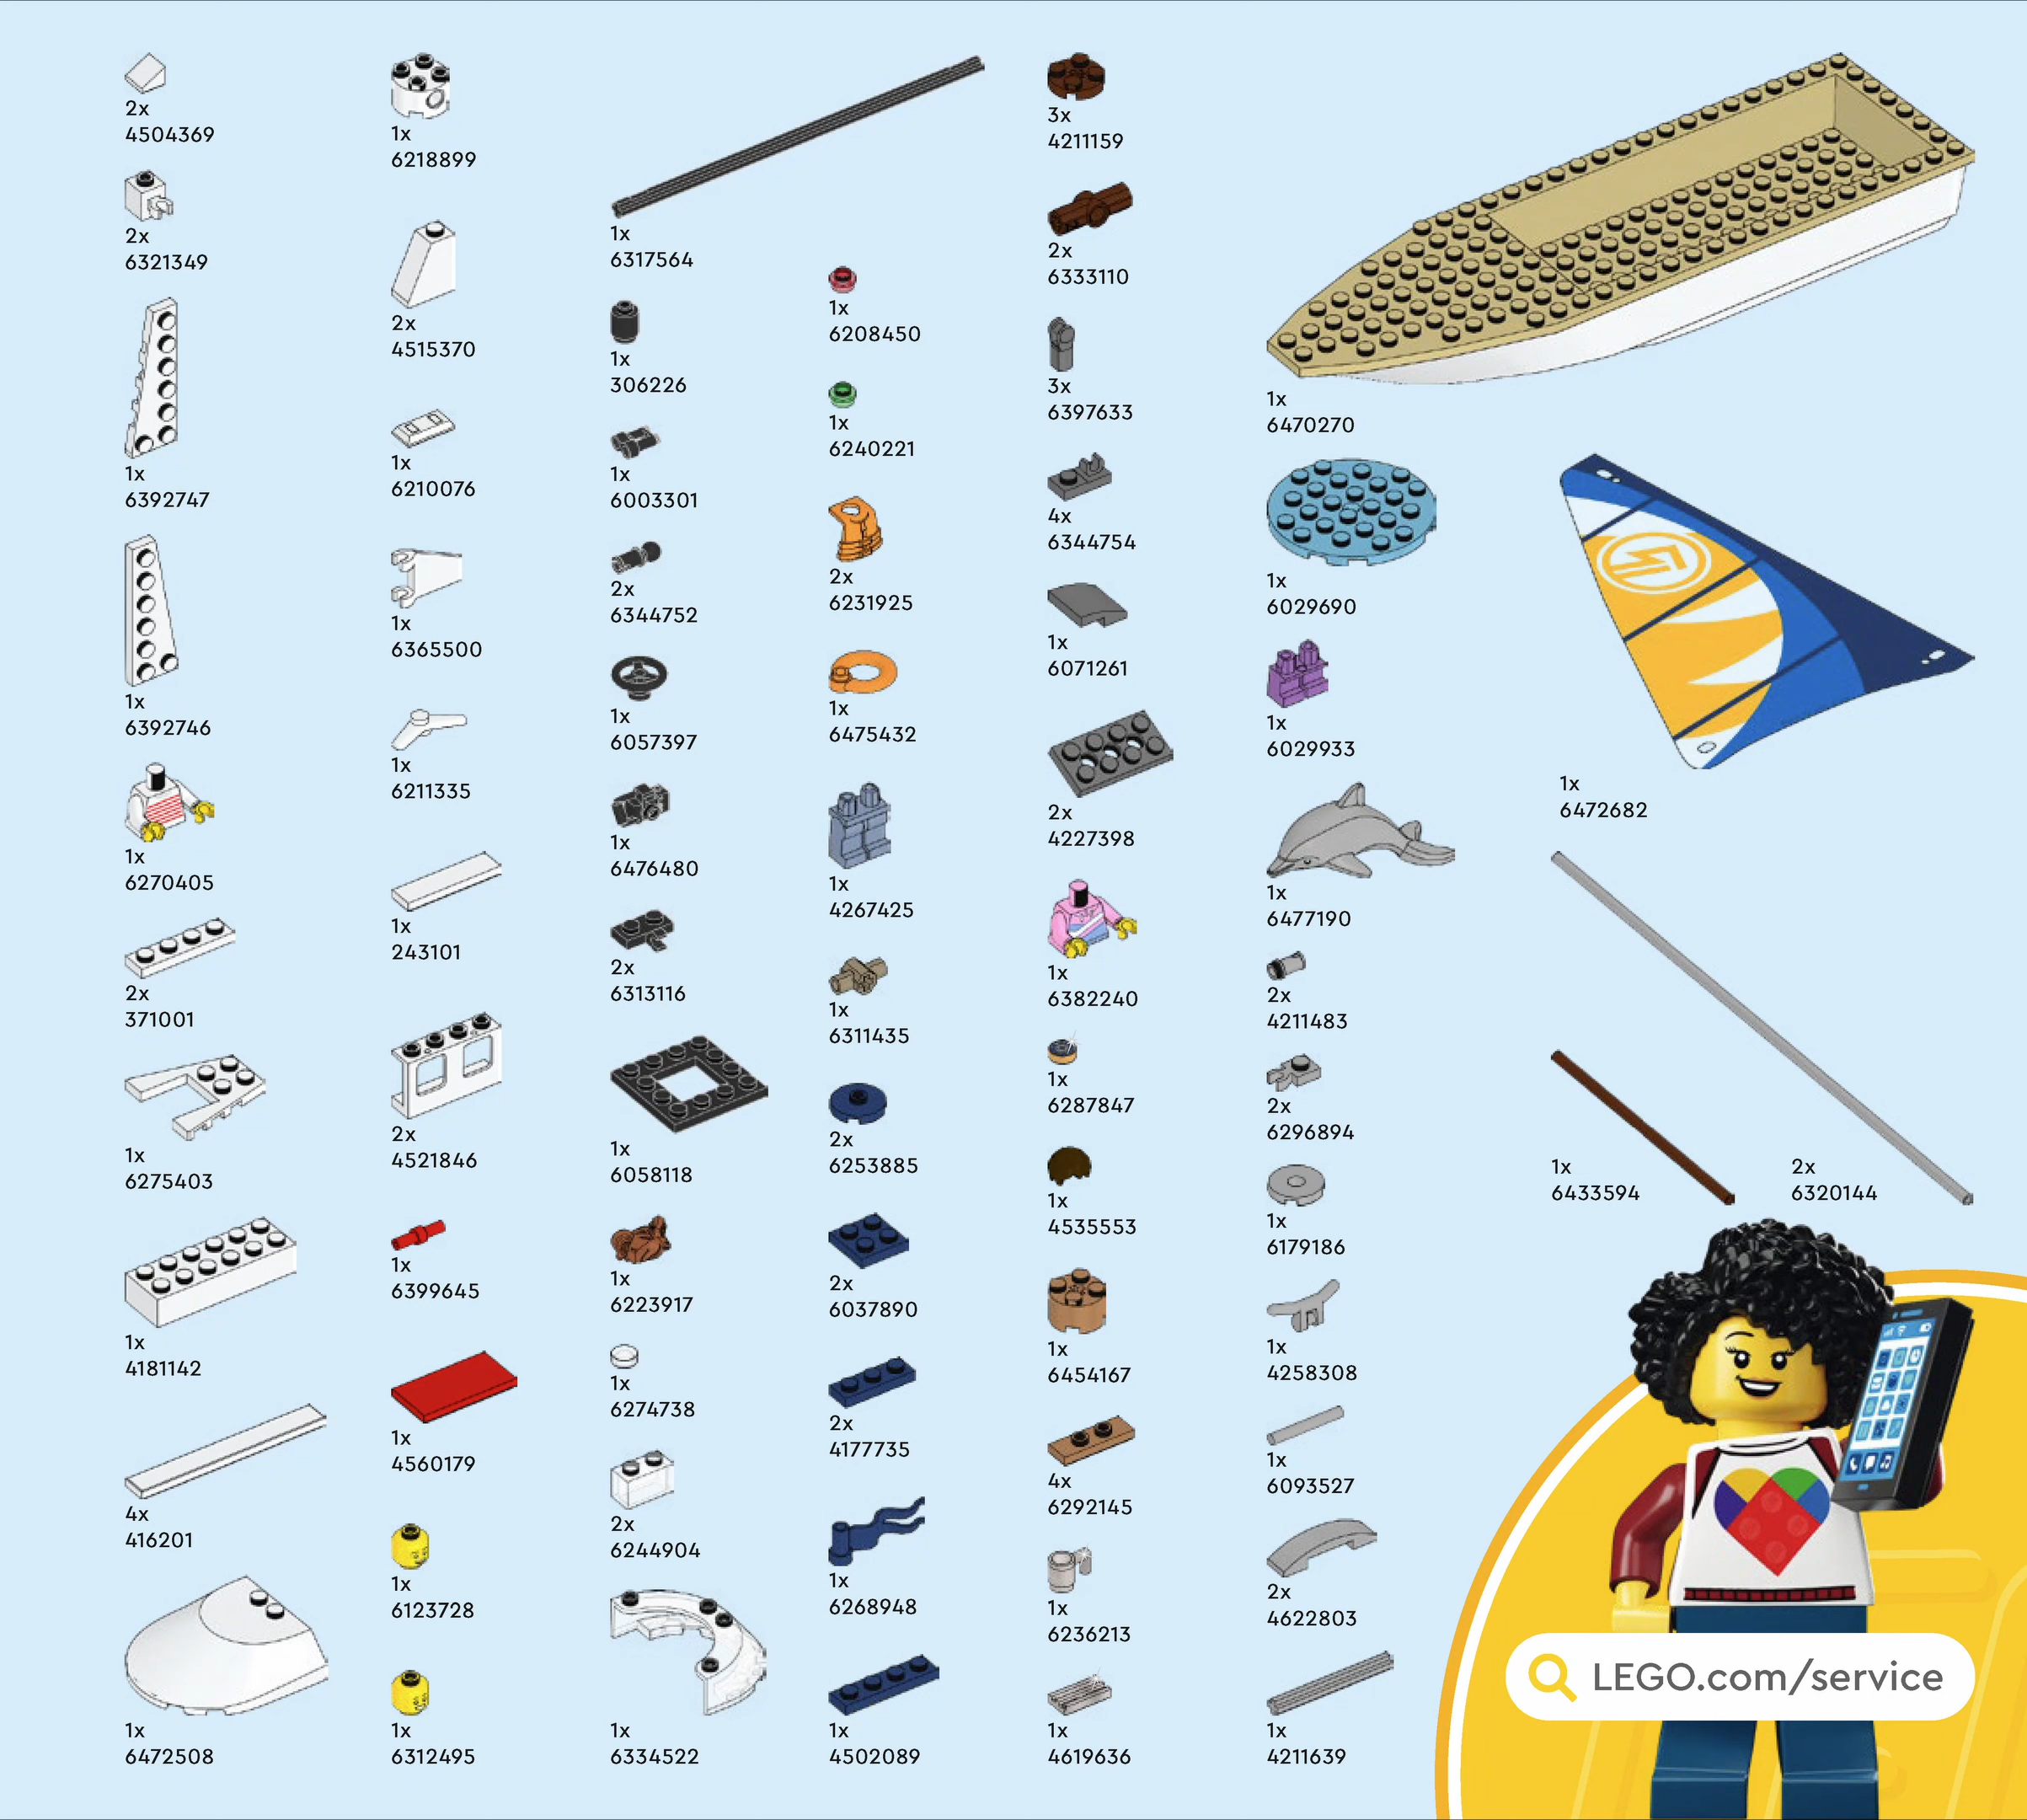 2x
4504369
2x
6321349
1x
6392747
1x
6392746
1x
6270405
2x
371001
1x
6275403
1x
4181142
4x
416201
1x
6472508
1x
6218899
2x
4515370
1x
6210076
1x
6365500
1x
6211335
1x
243101
2x
4521846
1x
6399645
1x
4560179
1x
6123728
1x
6312495
1x
6317564
1x
306226
1x
6003301
2x
6344752
1x
6057397
1x
6476480
2x
6313116
1x
6058118
1x
6223917
1x
6274738
2x
6244904
1x
6334522
1x
6208450
1x
6240221
2x
6231925
1x
6475432
1x
4267425
1x
6311435
2x
6253885
2x
6037890
2x
4177735
1x
6268948
1x
4502089
3x
4211159
2x
6333110
3x
6397633
4x
6344754
1x
6071261
2x
4227398
1x
6382240
1x
6287847
1x
4535553
1x
6454167
4x
6292145
1x
6236213
1x
4619636
1x
6470270
1x
6029690
1x
6029933
1x
6477190
2x
4211483
2x
6296894
1x
6179186
1x
4258308
1x
6093527
2x
4622803
1x
4211639
1x
6472682
1x
6433594
2x
6320144
LEGO.com/service